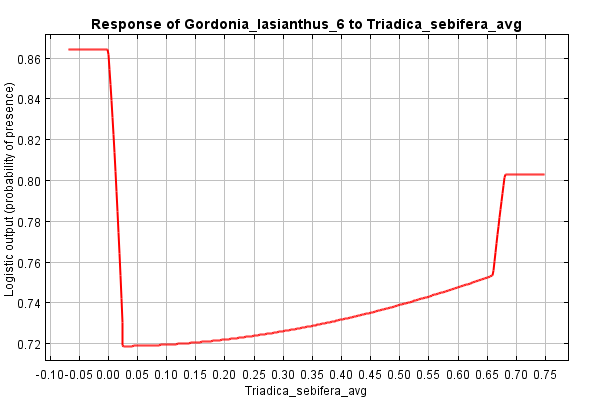 Response of Gordonia_lasianthus_6 to Triadica_sebifera_avg
Logistic output (probability of presence)
0.86
0.84
0.82
0.80
0.78
0.76
0.74
0.72
-0.10 -0.05 0.00 0.05 0.10 0.15 0.20 0.25 0.30 0.35 0.40 0.45 0.50 0.55 0.60 0.65 0.70 0.75
Triadica_sebifera_avg